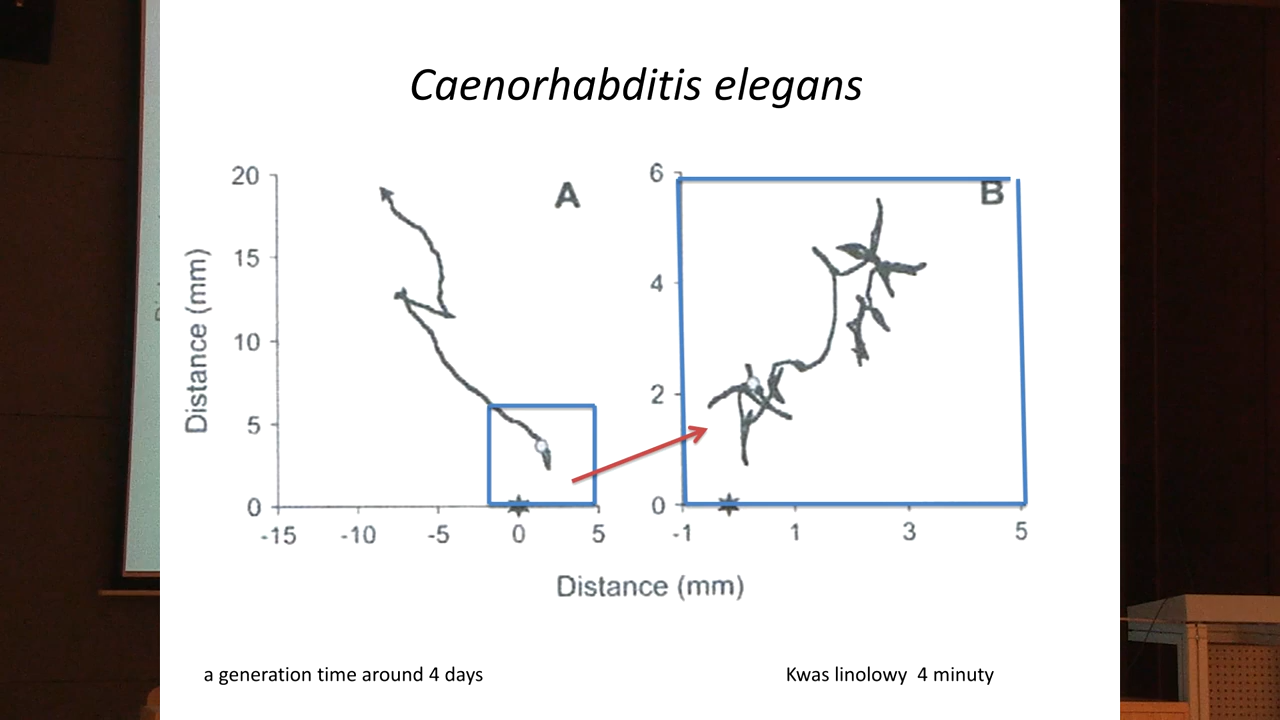 Caenorhabditis elegans
A
20
15
10
5
0
-15 -10 -5 0 5
Distance (mm)
B
6
4
2
0
-1 1 3 5
Distance (mm)
a generation time around 4 days
Kwas linolowy 4 minuty